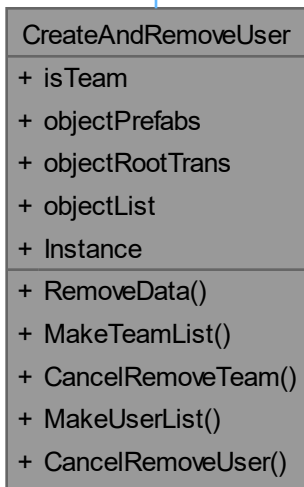 CreateAndRemoveUser
+ isTeam
+ objectPrefabs
+ objectRootTrans
+ objectList
+ Instance
+ RemoveData()
+ MakeTeamList()
+ CancelRemoveTeam()
+ MakeUserList()
+ CancelRemoveUser()